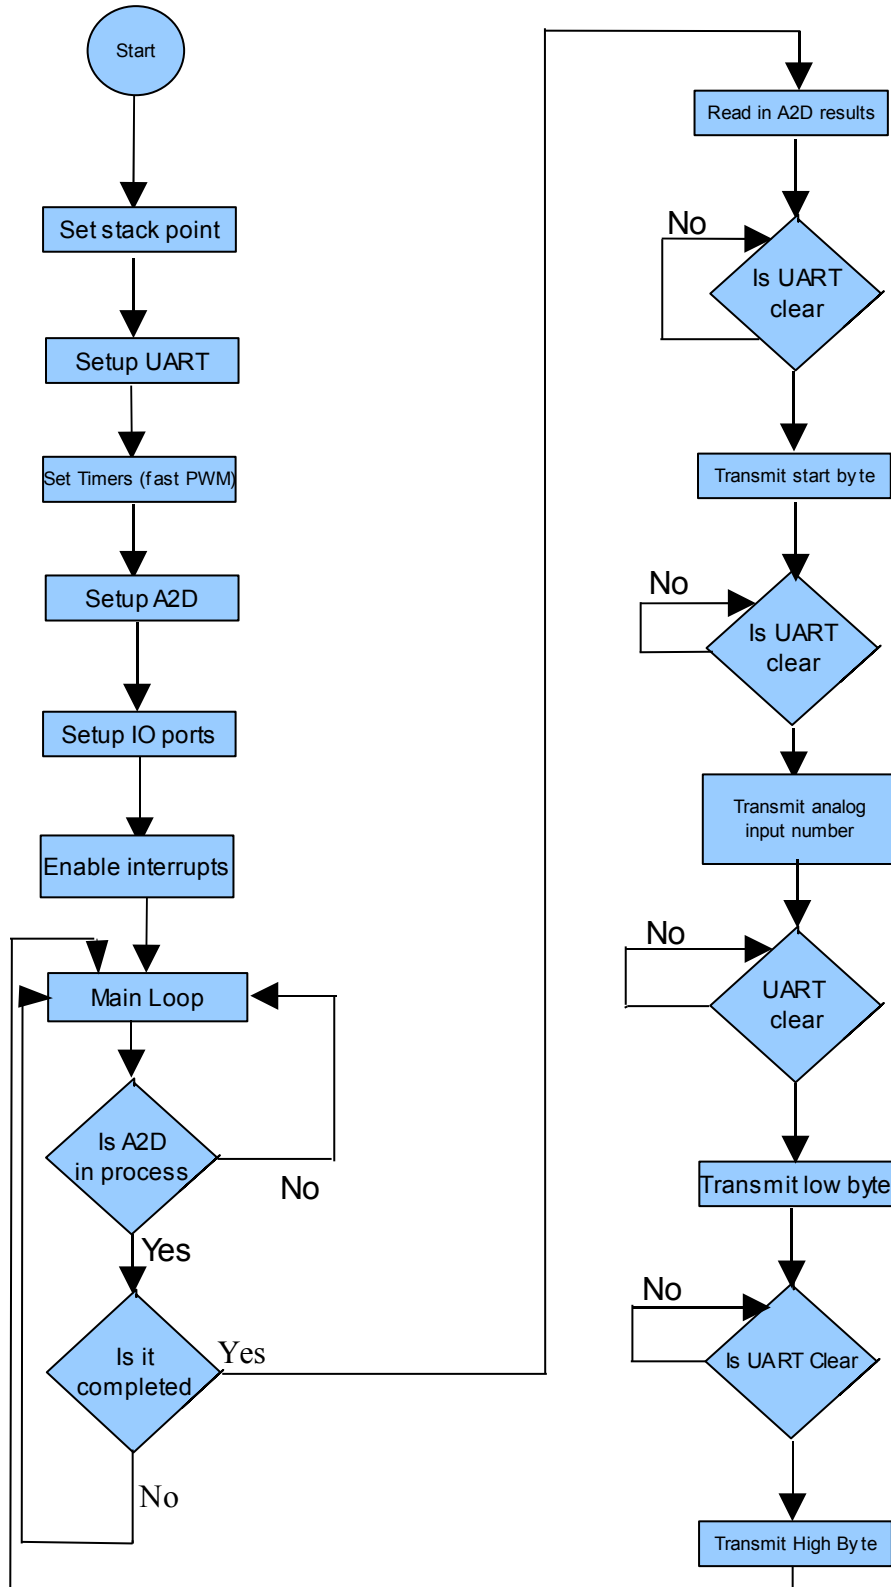 Start
Set stack point
Setup UART
Set Timers (fast PWM)
Setup A2D
Setup IO ports
Enable interrupts
Main Loop
Is A2D
in process
No
Yes
Is it
completed
Yes
No
Read in A2D results
No
Is UART
clear
Transmit start byte
No
Is UART
clear
Transmit analog
input number
No
UART
clear
Transmit low byte
No
Is UART Clear
Transmit High Byte